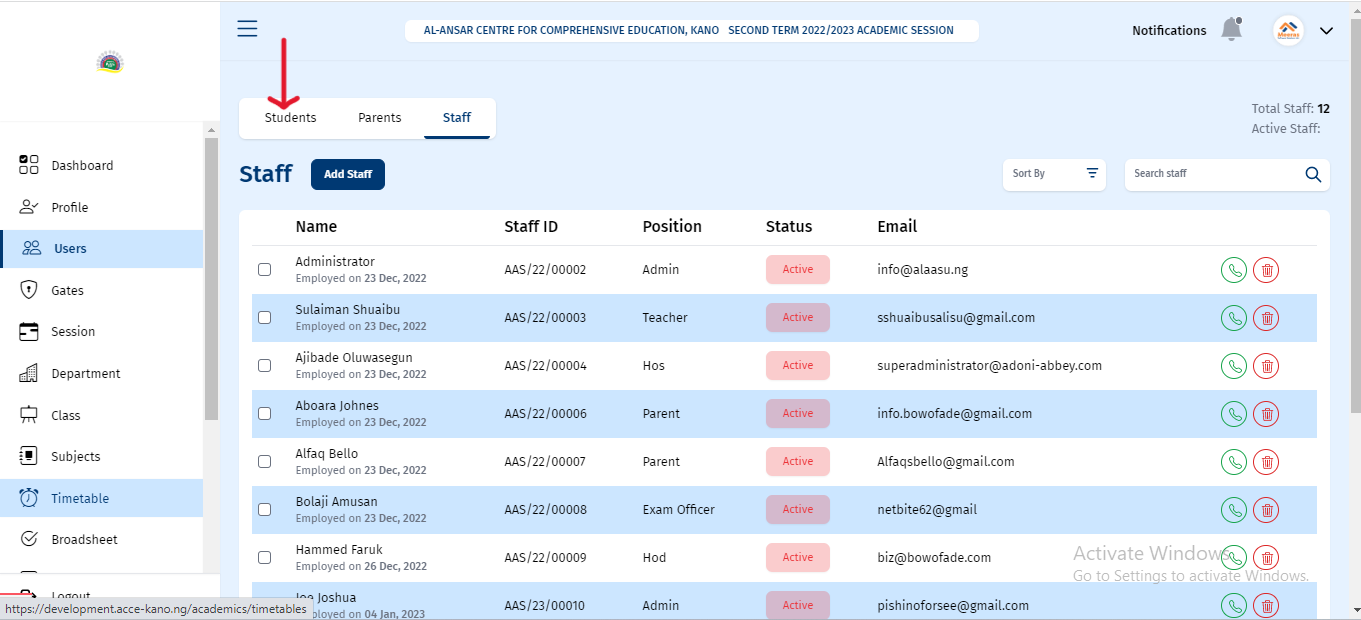 AL-ANSAR CENTRE FOR COMPREHENSIVE EDUCATION, KANO SECOND TERM 2022/2023 ACADEMIC SESSION
Notifications
Students Parents Staff
Total Staff: 12
Active Staff:
Staff Add Staff
Sort By
Search staff
Dashboard
Profile
Users
Gates
Session
Department
Class
Subjects
Timetable
Broadsheet
Logout
https://development.acce-kano.ng/academics/timetables
Name Staff ID Position Status Email
Administrator
Employed on 23 Dec, 2022
AAS/22/00002 Admin Active info@alaasu.ng
Sulaiman Shuaibu
Employed on 23 Dec, 2022
AAS/22/00003 Teacher Active sshuaibusalisu@gmail.com
Ajibade Oluwasegun
Employed on 23 Dec, 2022
AAS/22/00004 Hos Active superadministrator@adoni-abbey.com
Aboara Johnes
Employed on 23 Dec, 2022
AAS/22/00006 Parent Active info.bowofade@gmail.com
Alfaq Bello
Employed on 23 Dec, 2022
AAS/22/00007 Parent Active Alfaqsbello@gmail.com
Bolaji Amusan
Employed on 23 Dec, 2022
AAS/22/00008 Exam Officer Active netbite62@gmail
Hammed Faruk
Employed on 26 Dec, 2022
AAS/22/00009 Hod Active biz@bowofade.com
Joshua
ployed on 04 Jan, 2023
AAS/23/00010 Admin Active pishinoforsee@gmail.com
Activate Windows
Go to Settings to activate Windows.